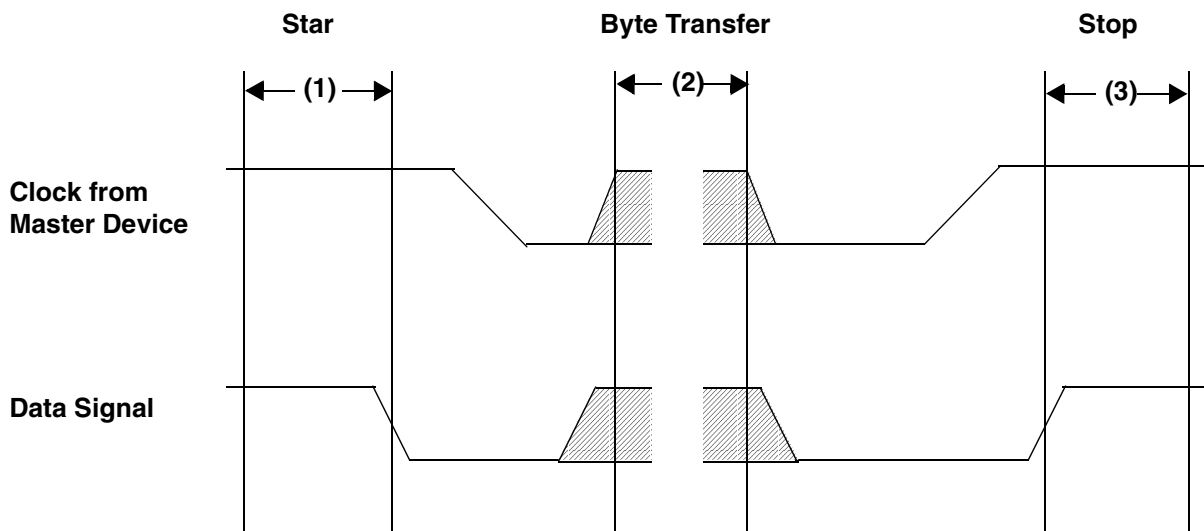 Star
Byte Transfer
Stop
(1)
(2)
(3)
Clock from
Master Device
Data Signal